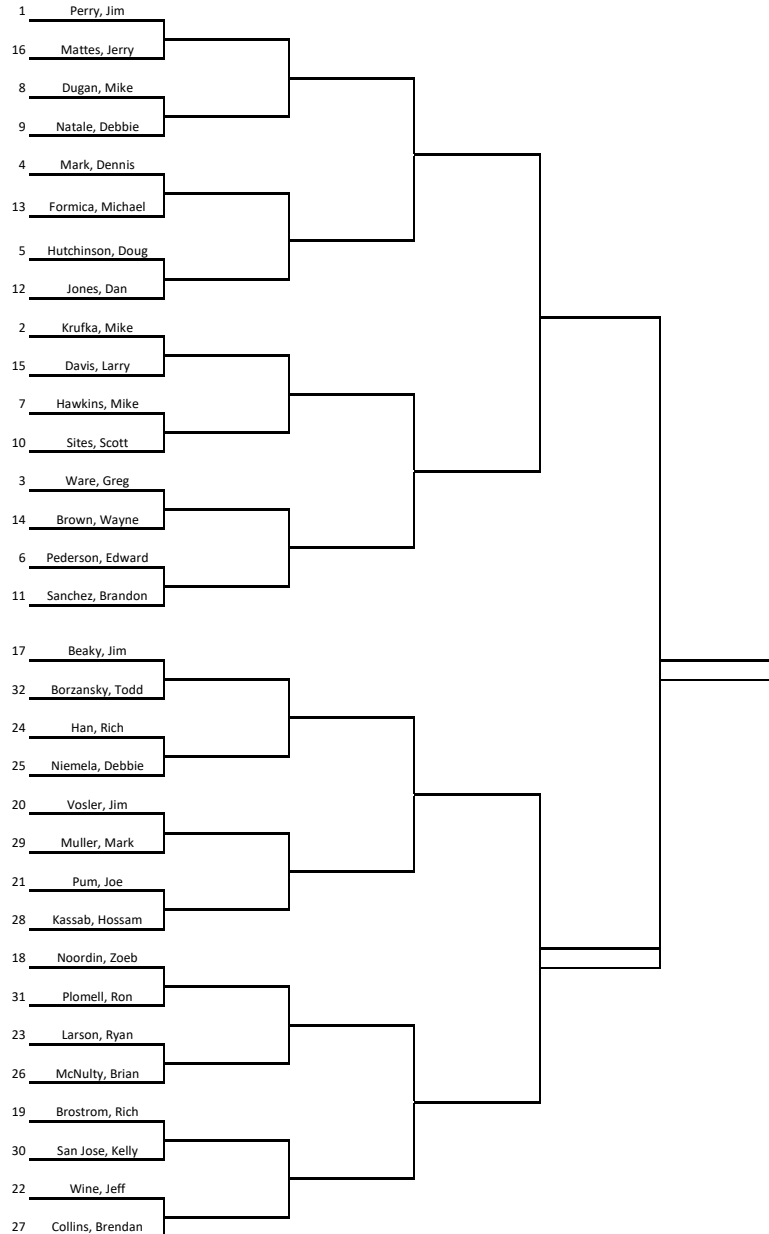 1 Perry, Jim
16 Mattes, Jerry
8 Dugan, Mike
9 Natale, Debbie
4 Mark, Dennis
13 Formica, Michael
5 Hutchinson, Doug
12 Jones, Dan
2 Krufka, Mike
15 Davis, Larry
7 Hawkins, Mike
10 Sites, Scott
3 Ware, Greg
14 Brown, Wayne
6 Pederson, Edward
11 Sanchez, Brandon
17 Beaky, Jim
32 Borzansky, Todd
24 Han, Rich
25 Niemela, Debbie
20 Vosler, Jim
29 Muller, Mark
21 Pum, Joe
28 Kassab, Hossam
18 Noordin, Zoeb
31 Plomell, Ron
23 Larson, Ryan
26 McNulty, Brian
19 Brostrom, Rich
30 San Jose, Kelly
22 Wine, Jeff
27 Collins, Brendan